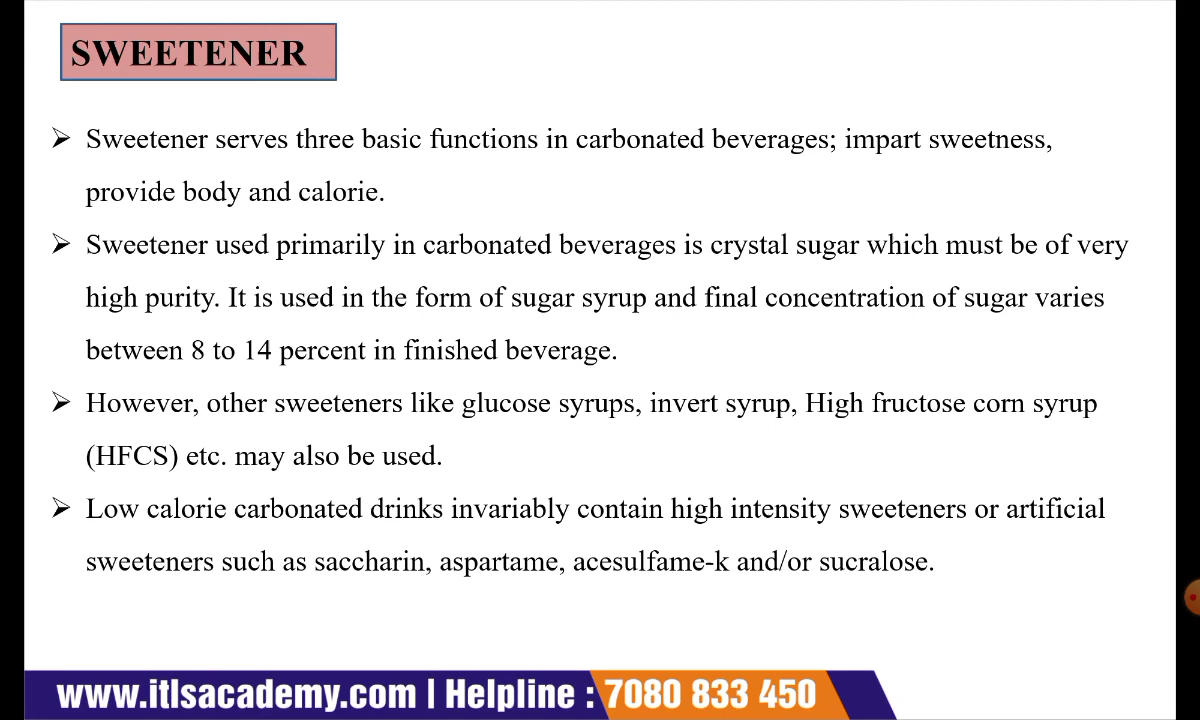 SWEETENER
➢ Sweetener serves three basic functions in carbonated beverages; impart sweetness,
provide body and calorie.
➢ Sweetener used primarily in carbonated beverages is crystal sugar which must be of very
high purity. It is used in the form of sugar syrup and final concentration of sugar varies
between 8 to 14 percent in finished beverage.
➢ However, other sweeteners like glucose syrups, invert syrup, High fructose corn syrup
(HFCS) etc. may also be used.
➢ Low calorie carbonated drinks invariably contain high intensity sweeteners or artificial
sweeteners such as saccharin, aspartame, acesulfame-k and/or sucralose.
www.itlsacademy.com | Helpline : 7080 833 450